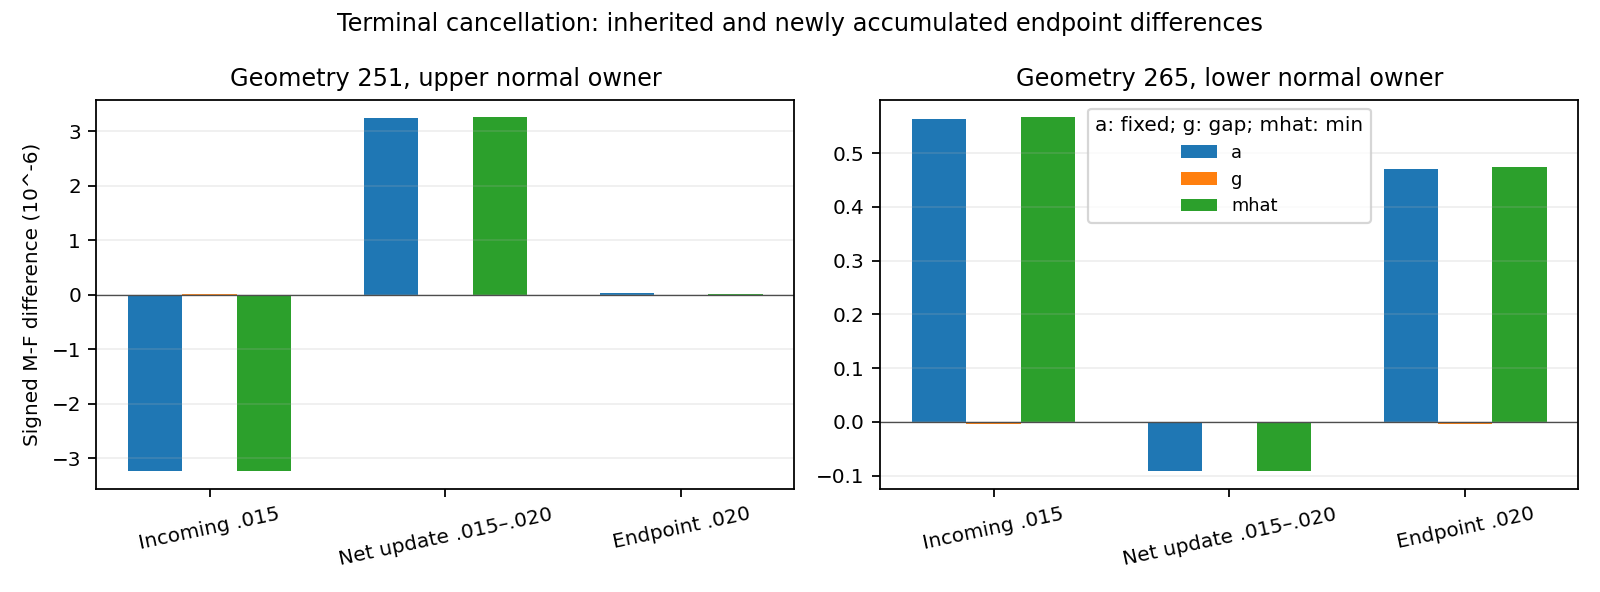 Terminal cancellation: inherited and newly accumulated endpoint differences
Geometry 251, upper normal owner
Signed M-F difference (10^-6)
3
2
1
0
−1
−2
−3
Incoming .015
Net update .015–.020
Endpoint .020
Geometry 265, lower normal owner
a: fixed; g: gap; mhat: min
a
g
mhat
0.5
0.4
0.3
0.2
0.1
0.0
−0.1
Incoming .015
Net update .015–.020
Endpoint .020